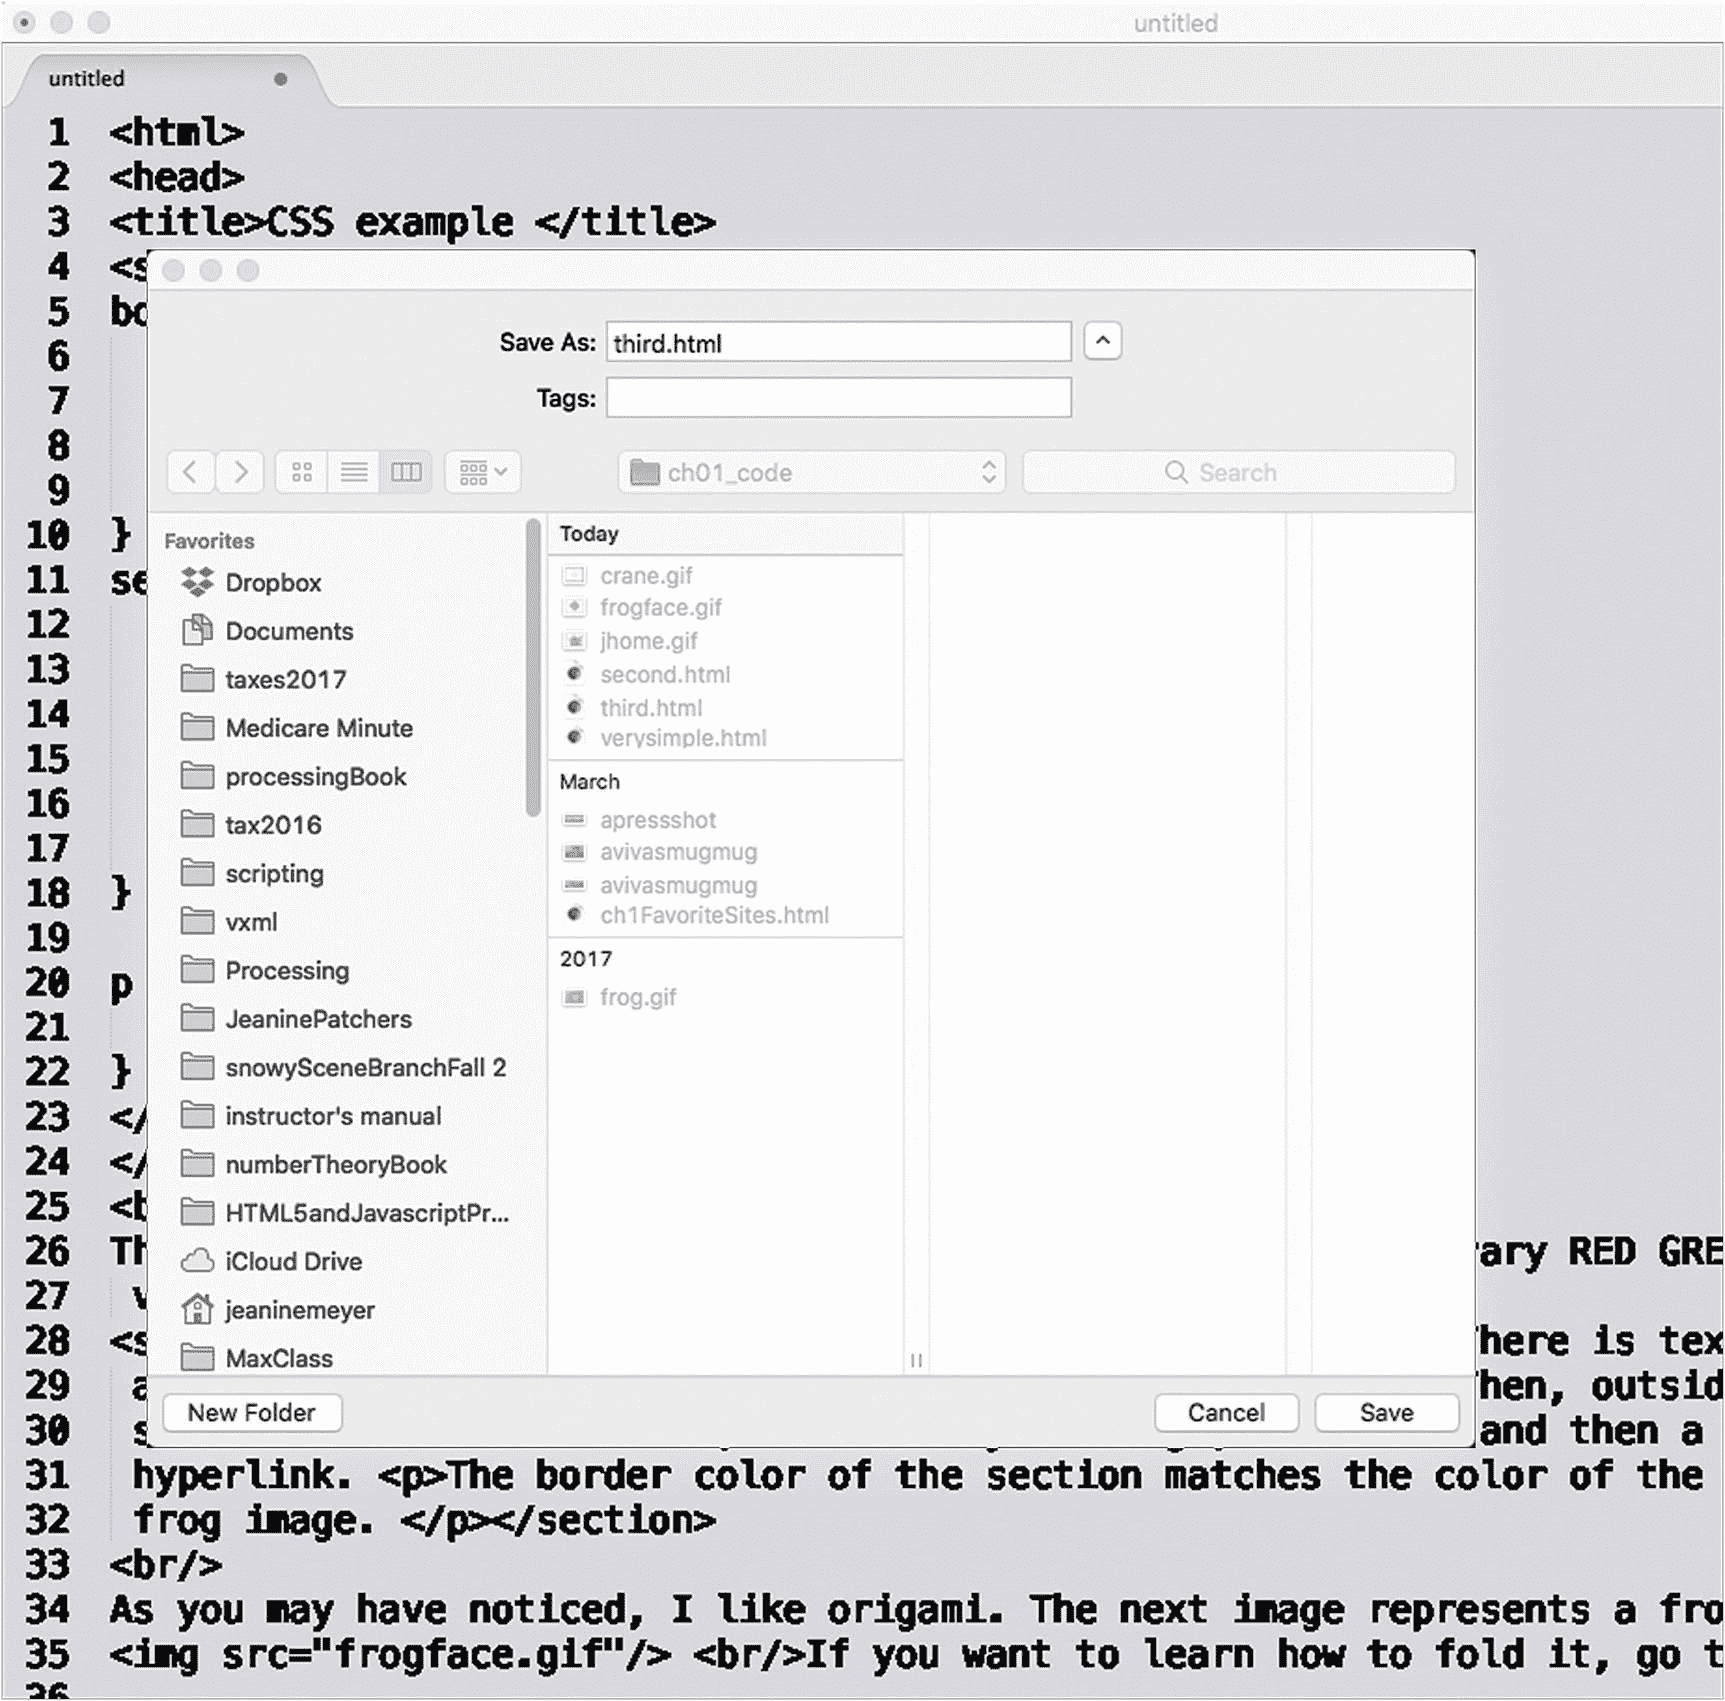 untitled
untitled
1 <html>
2 <head>
3 <title>CSS example </title>
4 <s
5 bo
6
7
8
9
10 }
11 se
12
13
14
15
16
17
18 }
19
20 p
21
22 }
23 </
24 </
25 <b
26 Th rary RED GRE
27 v
28 <s here is tex
29 a hen, outsid
30 s and then a
31 hyperlink. <p>The border color of the section matches the color of the
32 frog image. </p></section>
33 <br/>
34 As you may have noticed, I like origami. The next image represents a fro
35 <img src="frogface.gif"/> <br/>If you want to learn how to fold it, go t
36
Save As: third.html
Tags:
ch01_code
Search
Favorites
Dropbox
Documents
taxes2017
Medicare Minute
processingBook
tax2016
scripting
vxml
Processing
JeaninePatchers
snowySceneBranchFall 2
instructor's manual
numberTheoryBook
HTML5andJavascriptPr...
iCloud Drive
jeaninemeyer
MaxClass
Today
crane.gif
frogface.gif
jhome.gif
second.html
third.html
verysimple.html
March
apressshot
avivasmugmug
avivasmugmug
ch1FavoriteSites.html
2017
frog.gif
New Folder
Cancel
Save